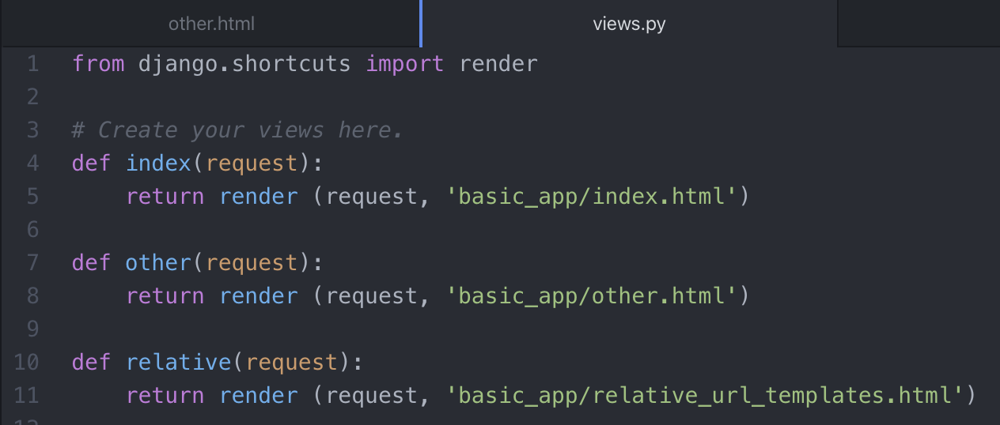 other.html
views.py
1 from django.shortcuts import render
2
3 # Create your views here.
4 def index(request):
5     return render (request, 'basic_app/index.html')
6
7 def other(request):
8     return render (request, 'basic_app/other.html')
9
10 def relative(request):
11     return render (request, 'basic_app/relative_url_templates.html')